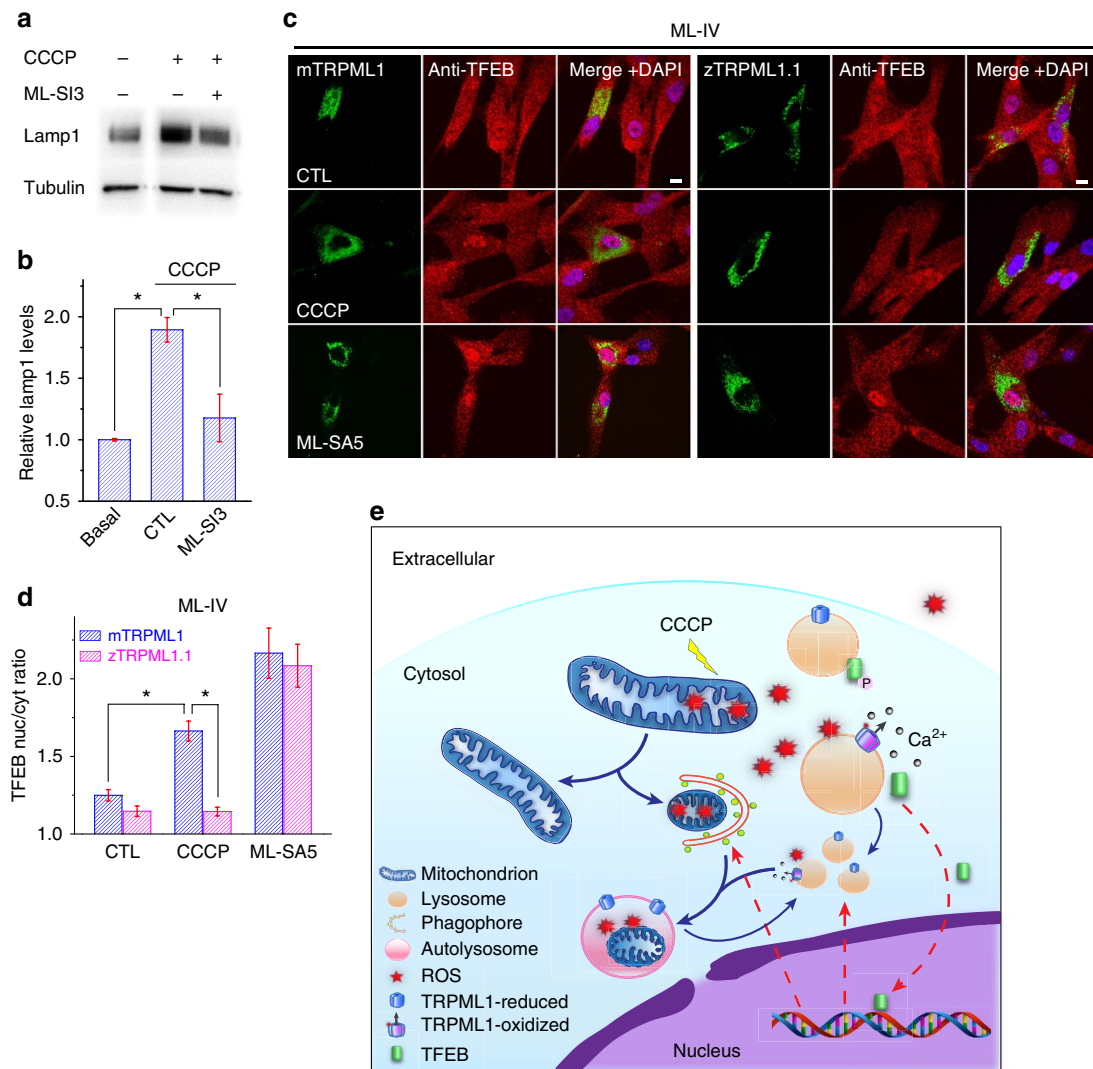 a
CCCP – + +
ML-SI3 – – +
Lamp1
Tubulin
b
CCCP
* *
Relative lamp1 levels
2.0
1.5
1.0
0.5
Basal
CTL
ML-SI3
c
ML-IV
mTRPML1 Anti-TFEB Merge +DAPI zTRPML1.1 Anti-TFEB Merge +DAPI
CTL
CCCP
ML-SA5
d
ML-IV
mTRPML1
zTRPML1.1
* *
TFEB nuc/cyt ratio
2.0
1.5
1.0
CTL CCCP ML-SA5
e
Extracellular
CCCP
Cytosol
P
Ca2+
Mitochondrion
Lysosome
Phagophore
Autolysosome
ROS
TRPML1-reduced
TRPML1-oxidized
TFEB
Nucleus